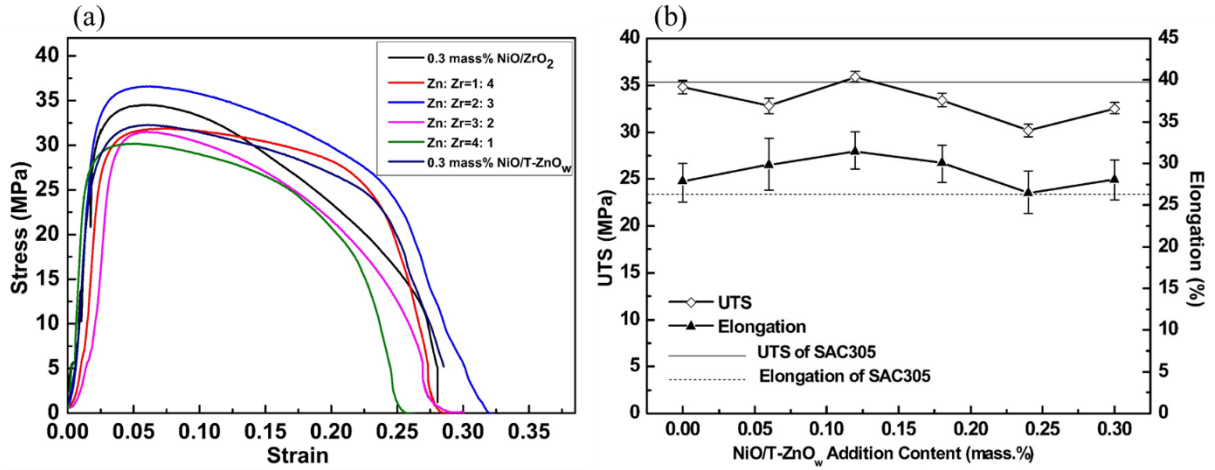 (a)
40
35
30
25
20
15
10
5
0
Stress (MPa)
0.00 0.05 0.10 0.15 0.20 0.25 0.30 0.35
Strain
0.3 mass% NiO/ZrO₂
Zn: Zr=1: 4
Zn: Zr=2: 3
Zn: Zr=3: 2
Zn: Zr=4: 1
0.3 mass% NiO/T-ZnOw
(b)
40
35
30
25
20
15
10
5
0
UTS (MPa)
45
40
35
30
25
20
15
10
5
0
Elongation (%)
UTS
Elongation
UTS of SAC305
Elongation of SAC305
0.00 0.05 0.10 0.15 0.20 0.25 0.30
NiO/T-ZnOw Addition Content (mass.%)